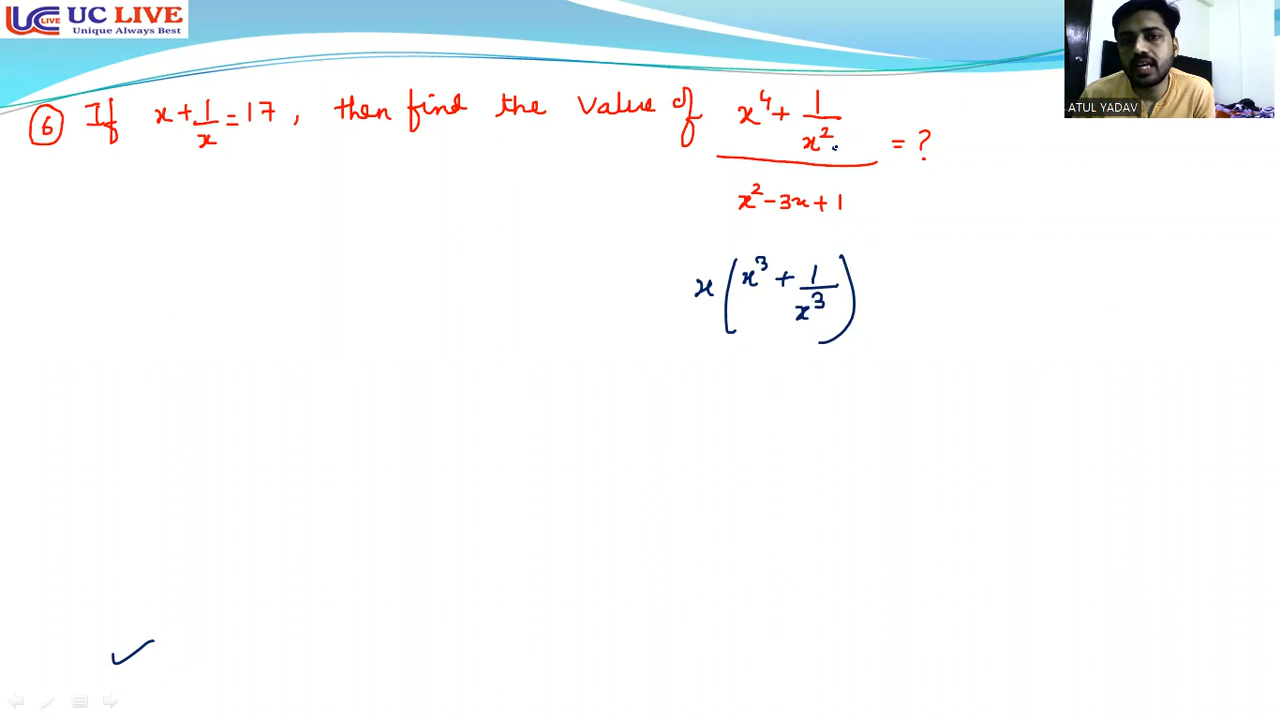 UC LIVE
UC LIVE
Unique Always Best
ATUL YADAV
⑥ If x + 1/x = 17, then find the value of (x⁴ + 1/x²) / (x² - 3x + 1) = ?
x(x³ + 1/x³)